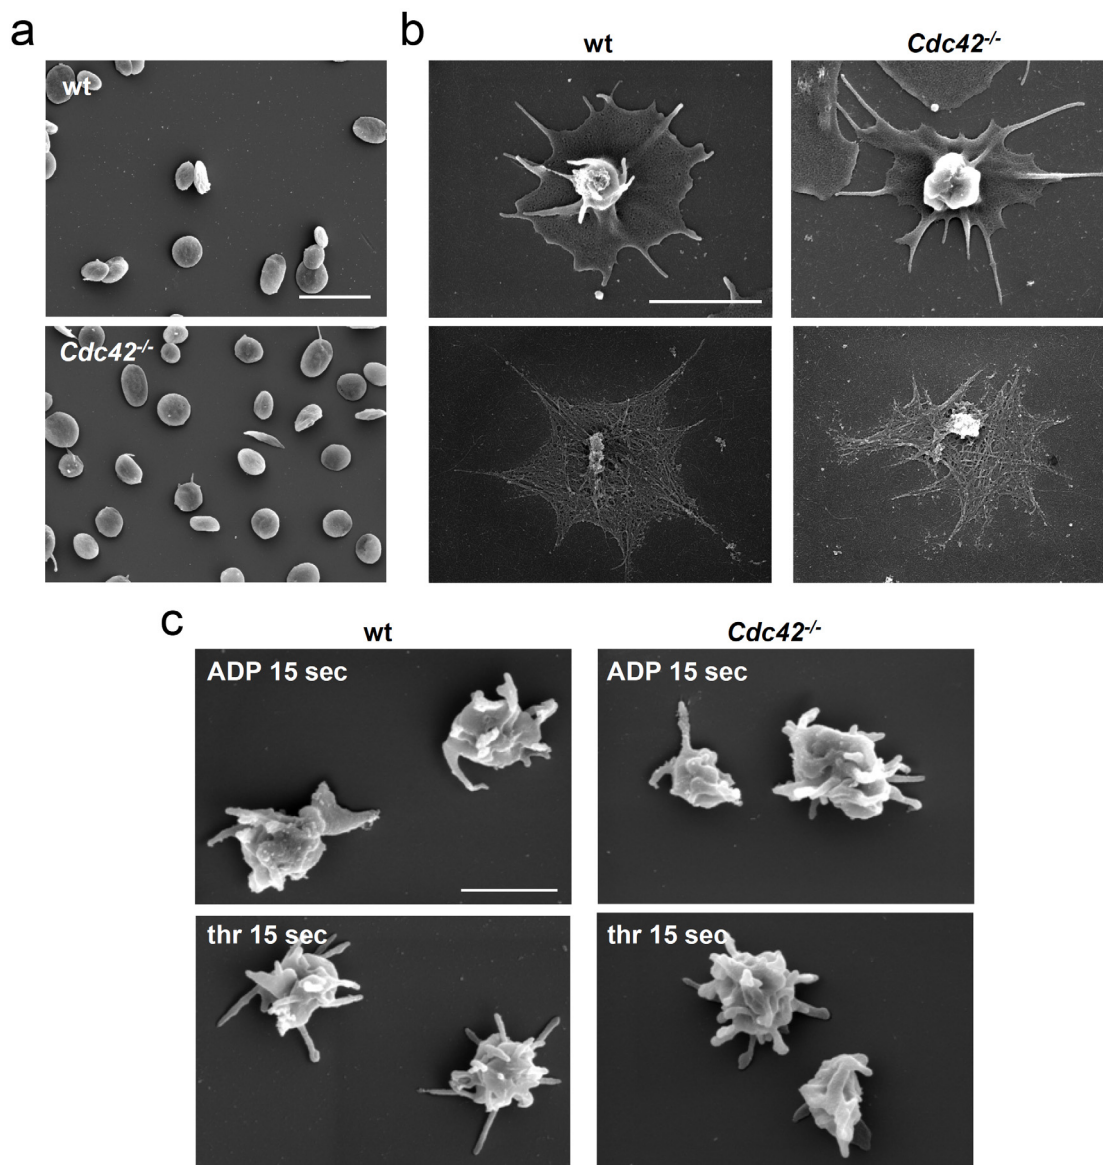 a
wt
Cdc42-/-
b
wt Cdc42-/-
c
wt Cdc42-/-
ADP 15 sec ADP 15 sec
thr 15 sec thr 15 sec